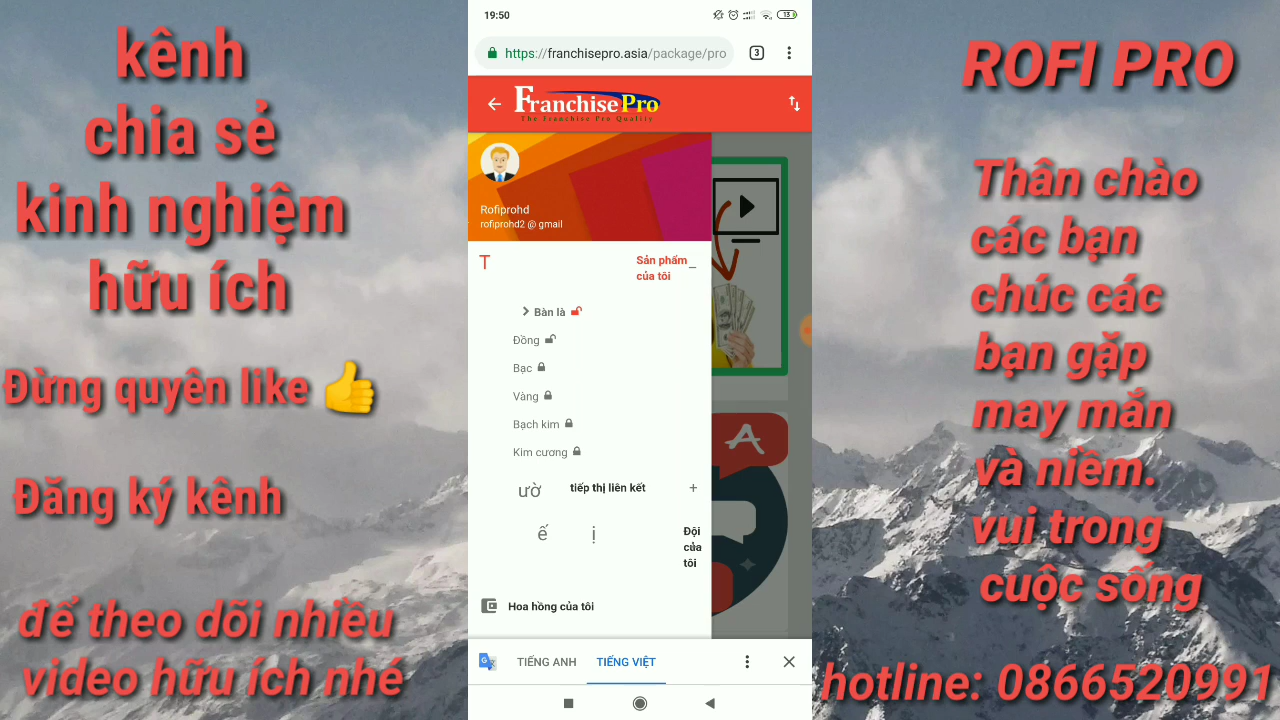 kênh
chia sẻ
kinh nghiệm
hữu ích
Đừng quyên like 👍
Đăng ký kênh
để theo dõi nhiều
video hữu ích nhé
19:50
13
https://franchisepro.asia/package/pro
3
FranchisePro
The Franchise Pro Quality
Rofiprohd
rofiprohd2 @ gmail
T
Sản phẩm
của tôi
Bàn là
Đồng
Bạc
Vàng
Bạch kim
Kim cương
ườ
tiếp thị liên kết
+
ế
ị
Đội
của
tôi
Hoa hồng của tôi
TIẾNG ANH
TIẾNG VIỆT
ROFI PRO
Thân chào
các bạn
chúc các
bạn gặp
may mắn
và niềm.
vui trong
cuộc sống
hotline: 0866520991